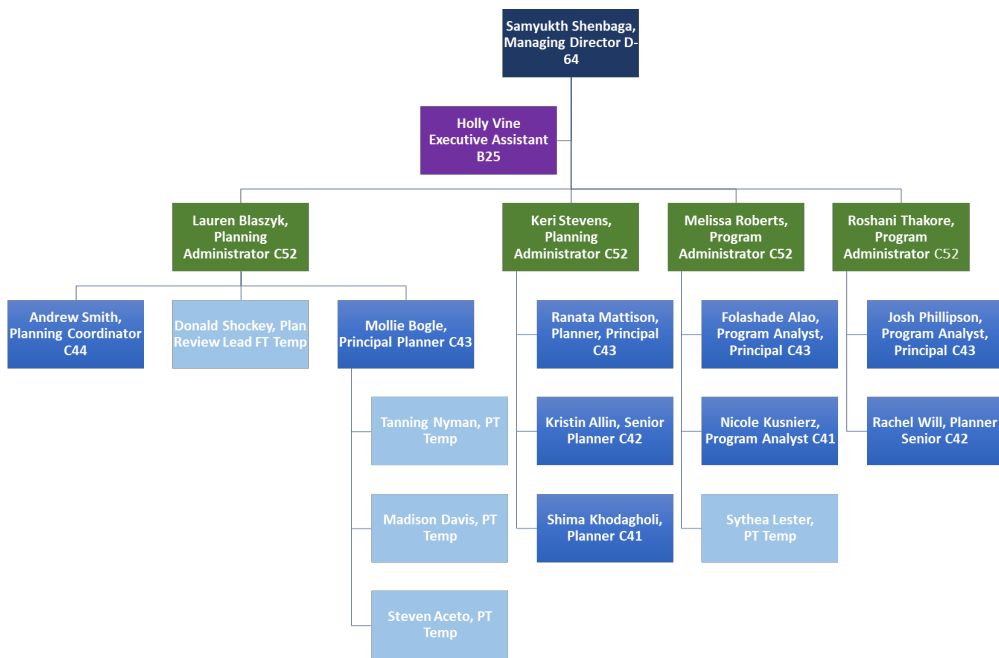 Samyukth Shenbaga,
Managing Director D-
64
Holly Vine
Executive Assistant
B25
Lauren Blaszyk,
Planning
Administrator C52
Keri Stevens,
Planning
Administrator C52
Melissa Roberts,
Program
Administrator C52
Roshani Thakore,
Program
Administrator C52
Andrew Smith,
Planning Coordinator
C44
Donald Shockey, Plan
Review Lead FT Temp
Mollie Bogle,
Principal Planner C43
Ranata Mattison,
Planner, Principal
C43
Folashade Alao,
Program Analyst,
Principal C43
Josh Phillipson,
Program Analyst,
Principal C43
Tanning Nyman, PT
Temp
Kristin Allin, Senior
Planner C42
Nicole Kusnierz,
Program Analyst C41
Rachel Will, Planner
Senior C42
Madison Davis, PT
Temp
Shima Khodagholi,
Planner C41
Sythea Lester,
PT Temp
Steven Aceto, PT
Temp